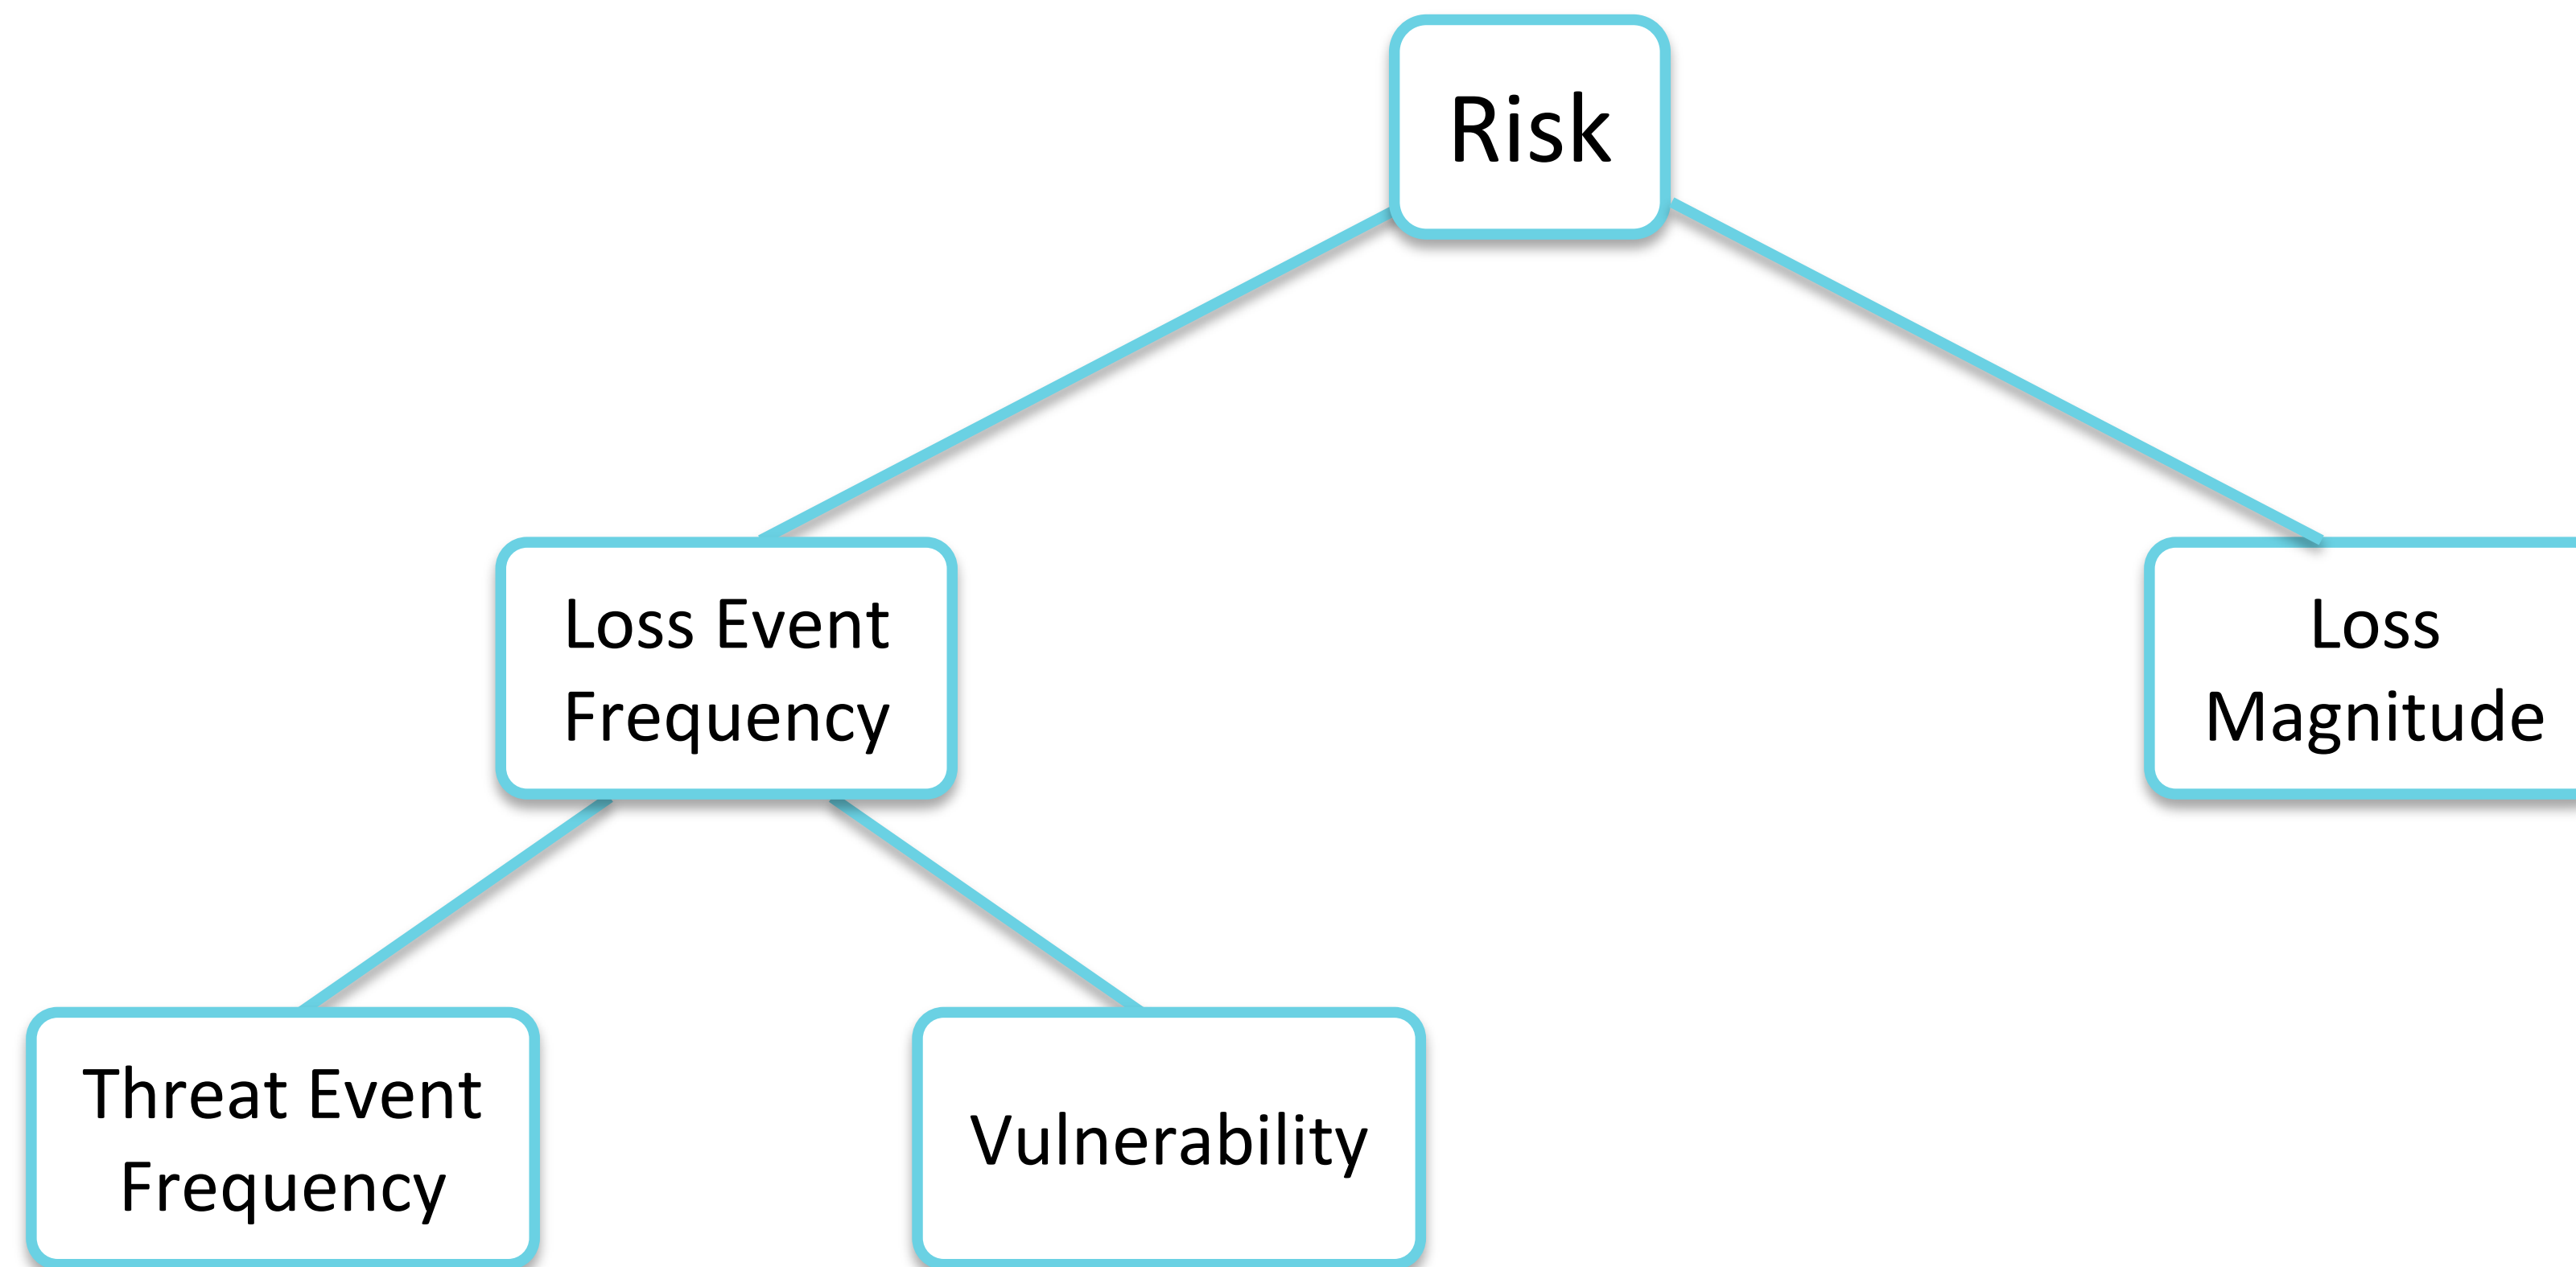 Risk
Loss Event
Frequency
Loss
Magnitude
Threat Event
Frequency
Vulnerability